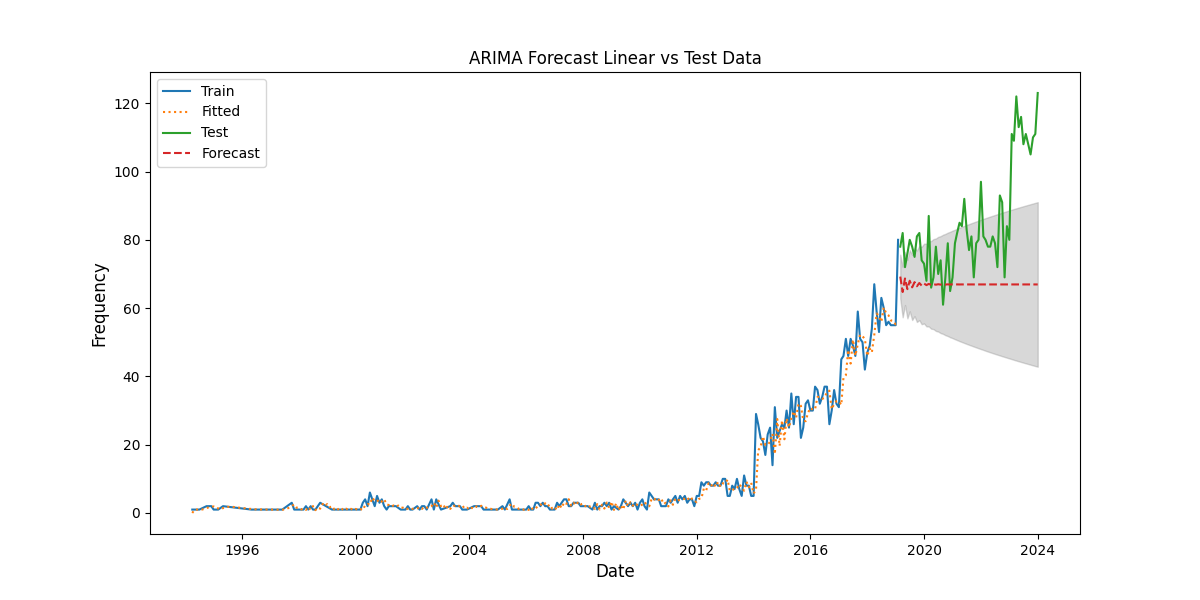 ARIMA Forecast Linear vs Test Data
Train
Fitted
Test
Forecast
120
100
80
60
40
20
0
Frequency
1996 2000 2004 2008 2012 2016 2020 2024
Date